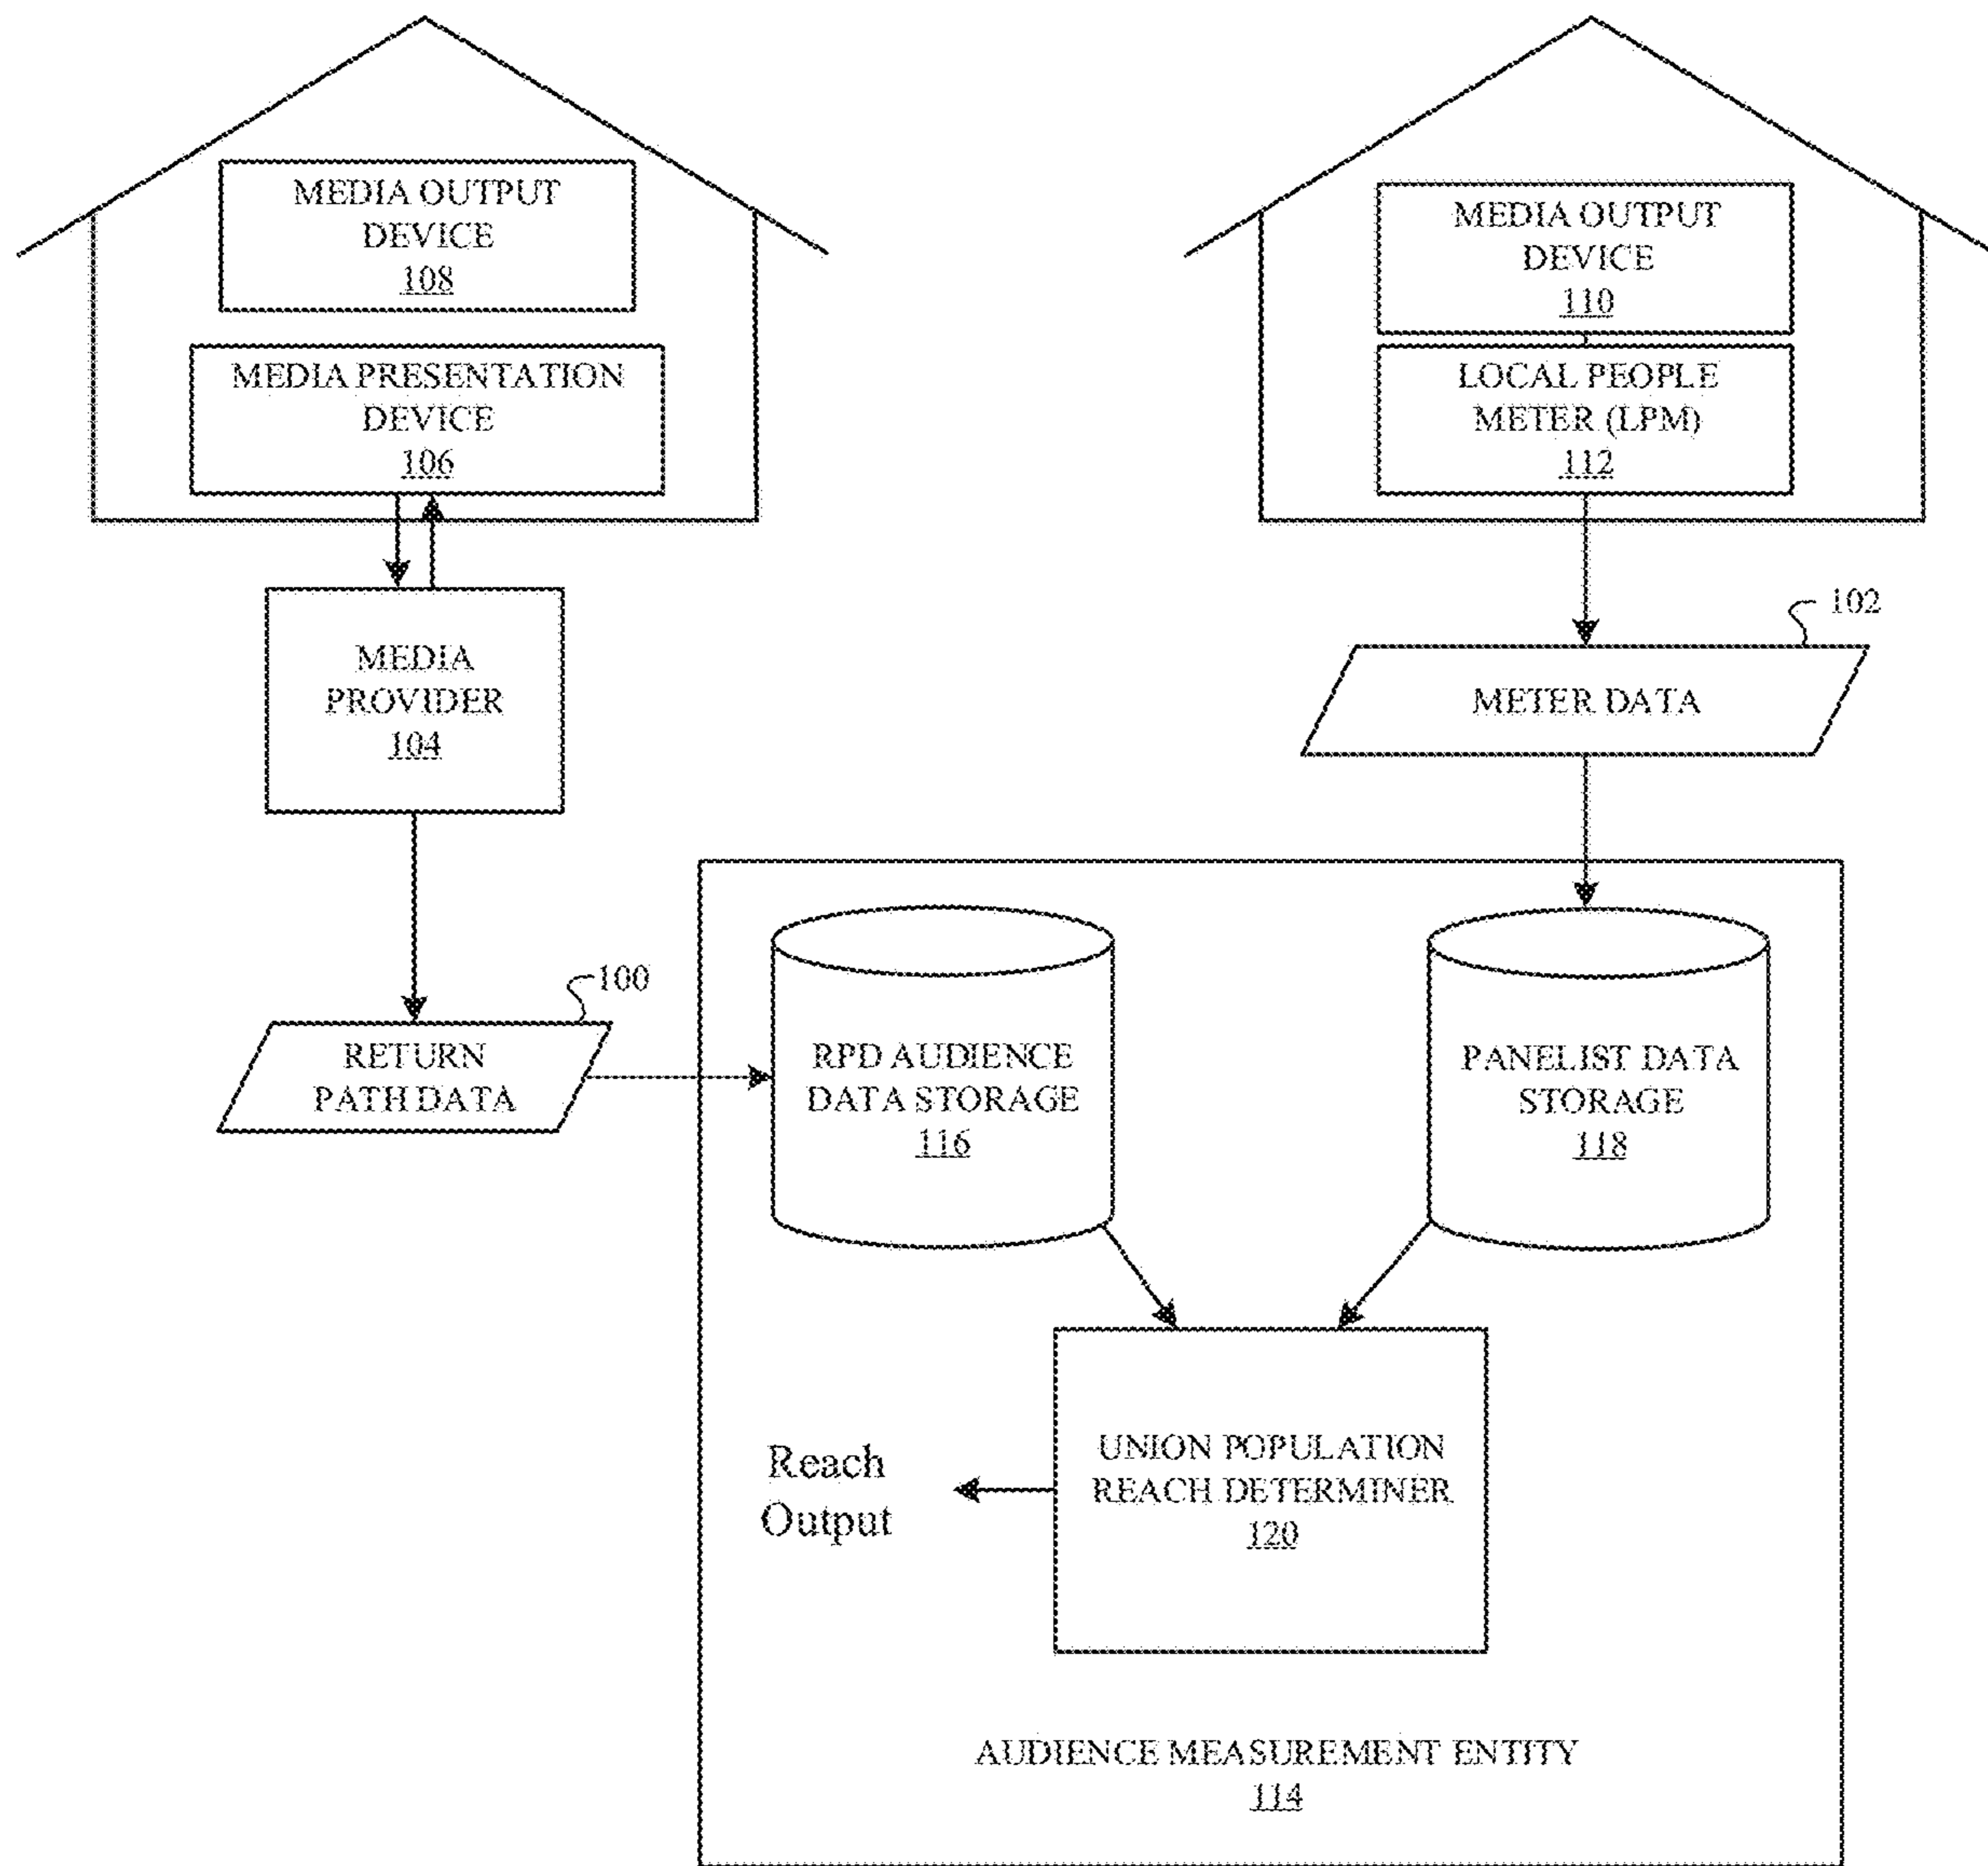 MEDIA OUTPUT
DEVICE
108
MEDIA PRESENTATION
DEVICE
106
MEDIA OUTPUT
DEVICE
110
LOCAL PEOPLE
METER (LPM)
112
MEDIA
PROVIDER
104
102
METER DATA
100
RETURN
PATH DATA
RPD AUDIENCE
DATA STORAGE
116
PANELIST DATA
STORAGE
118
Reach
Output
UNION POPULATION
REACH DETERMINER
120
AUDIENCE MEASUREMENT ENTITY
114